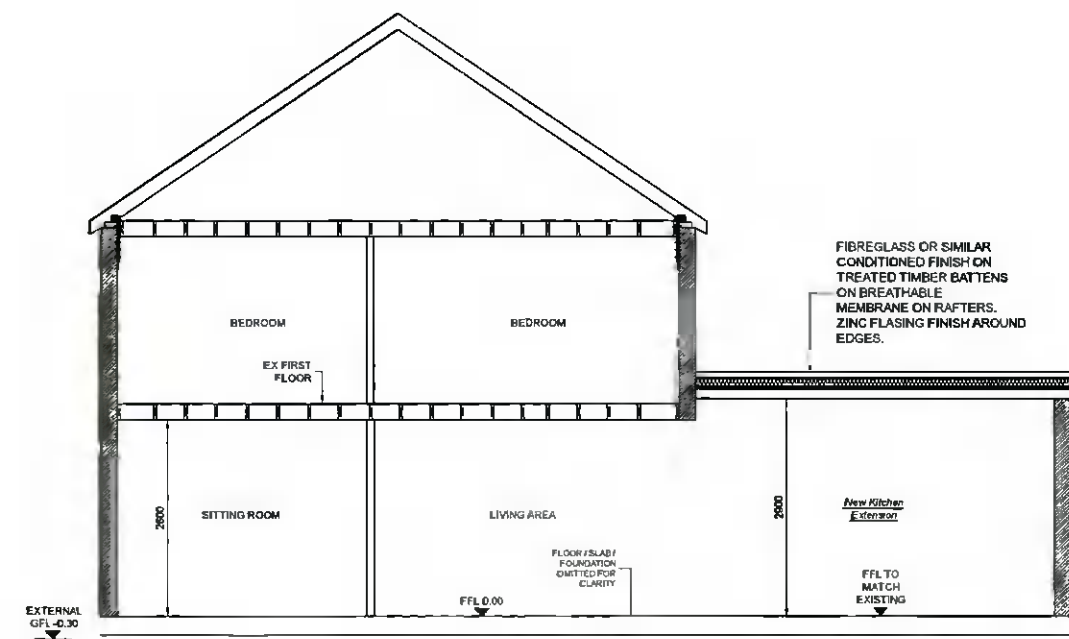 FIBREGLASS OR SIMILAR
CONDITIONED FINISH ON
TREATED TIMBER BATTENS
ON BREATHABLE
MEMBRANE ON RAFTERS.
ZINC FLASING FINISH AROUND
EDGES.
BEDROOM
BEDROOM
EX FIRST
FLOOR
2600
SITTING ROOM
LIVING AREA
2900
New Kitchen
Extension
FLOOR / SLAB /
FOUNDATION
OMITTED FOR
CLARITY
FFL 0.00
FFL TO
MATCH
EXISTING
EXTERNAL
GFL -0.30